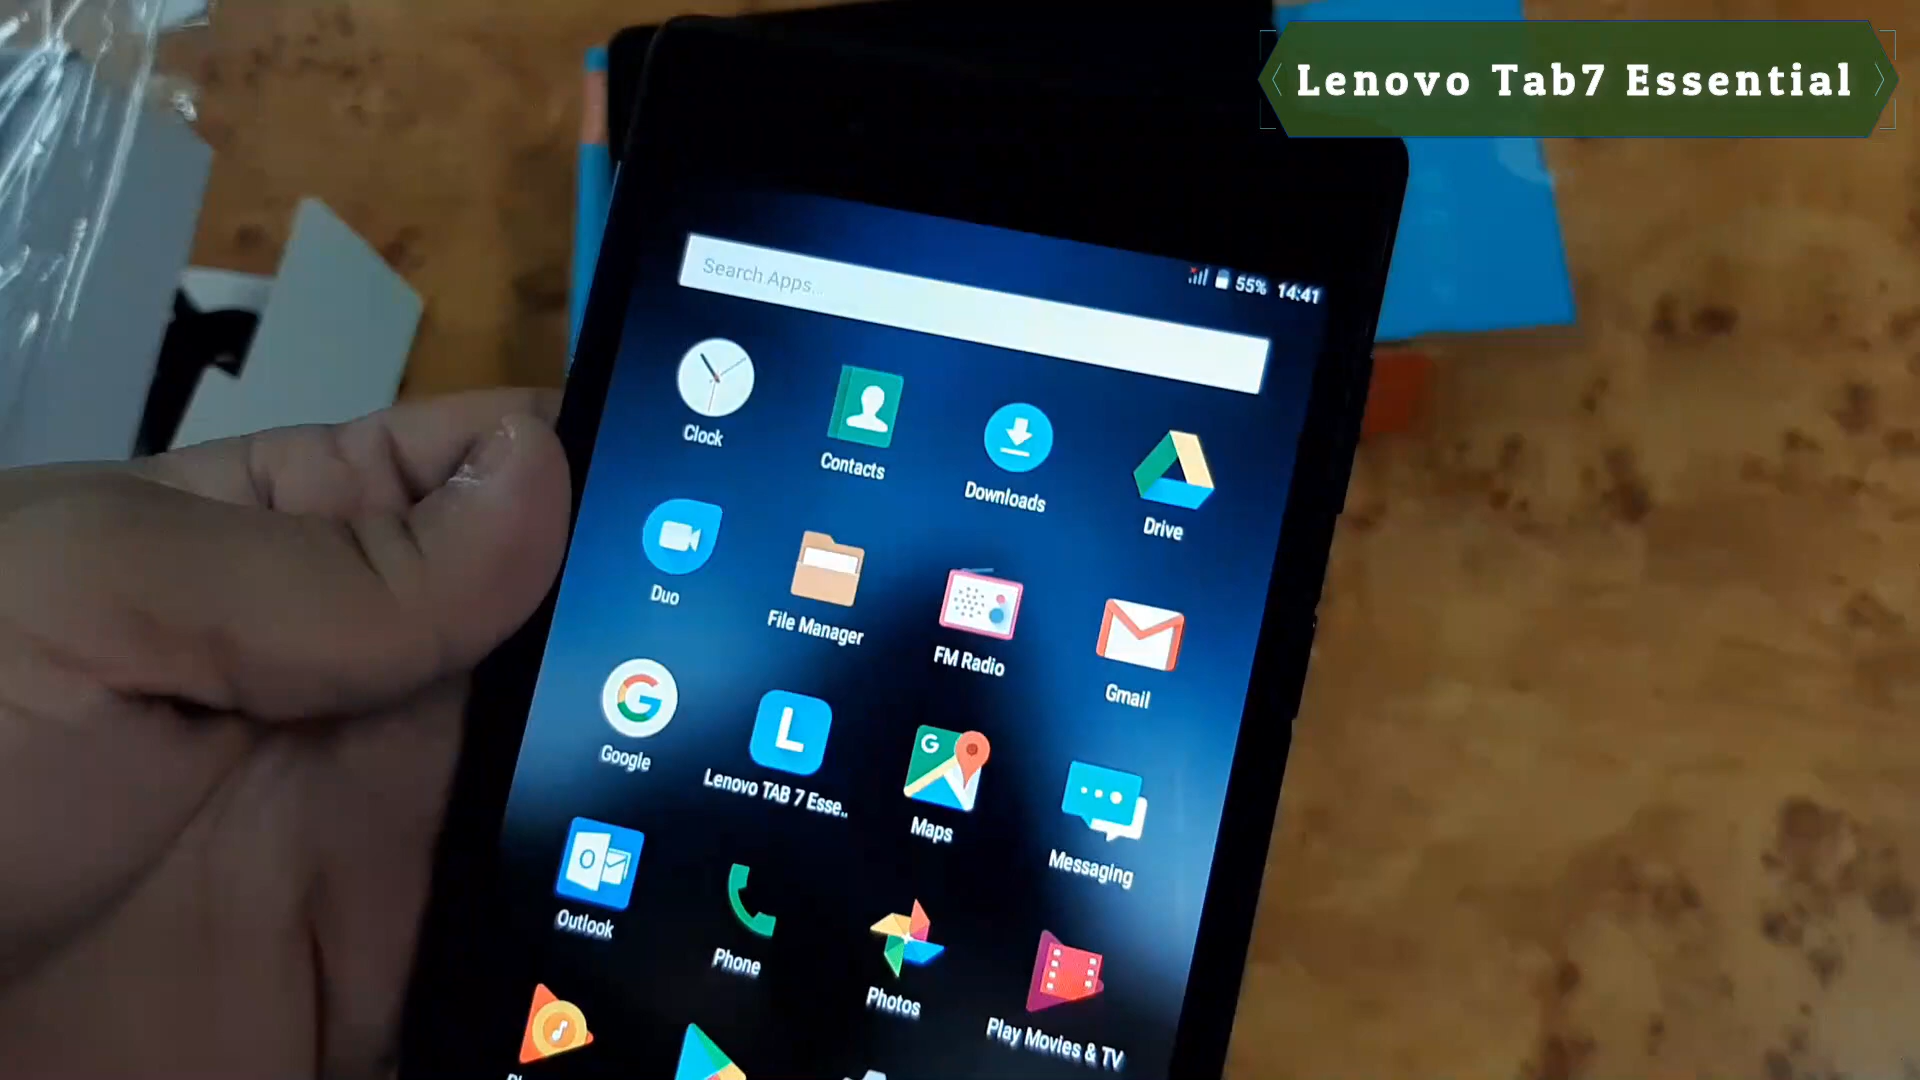 Lenovo Tab7 Essential
55% 14:41
Search Apps...
Clock
Contacts
Downloads
Drive
Duo
File Manager
FM Radio
Gmail
G
Google
L
Lenovo TAB 7 Esse..
G
Maps
Messaging
O
Outlook
Phone
Photos
Play Movies & TV